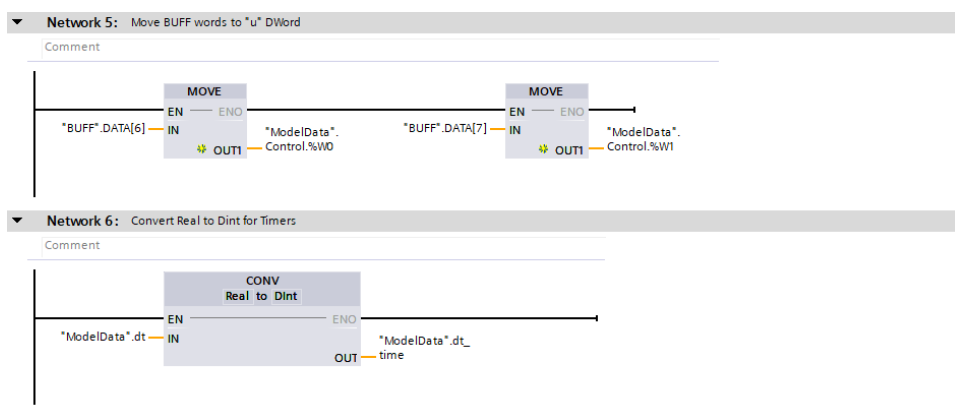 Network 5: Move BUFF words to "u" DWord
Comment
MOVE
EN ENO
"BUFF".DATA[6] IN
OUT1
"ModelData".
Control.%W0
MOVE
EN ENO
"BUFF".DATA[7] IN
OUT1
"ModelData".
Control.%W1
Network 6: Convert Real to Dint for Timers
Comment
CONV
Real to DInt
EN ENO
"ModelData".dt IN
OUT
"ModelData".dt_
time